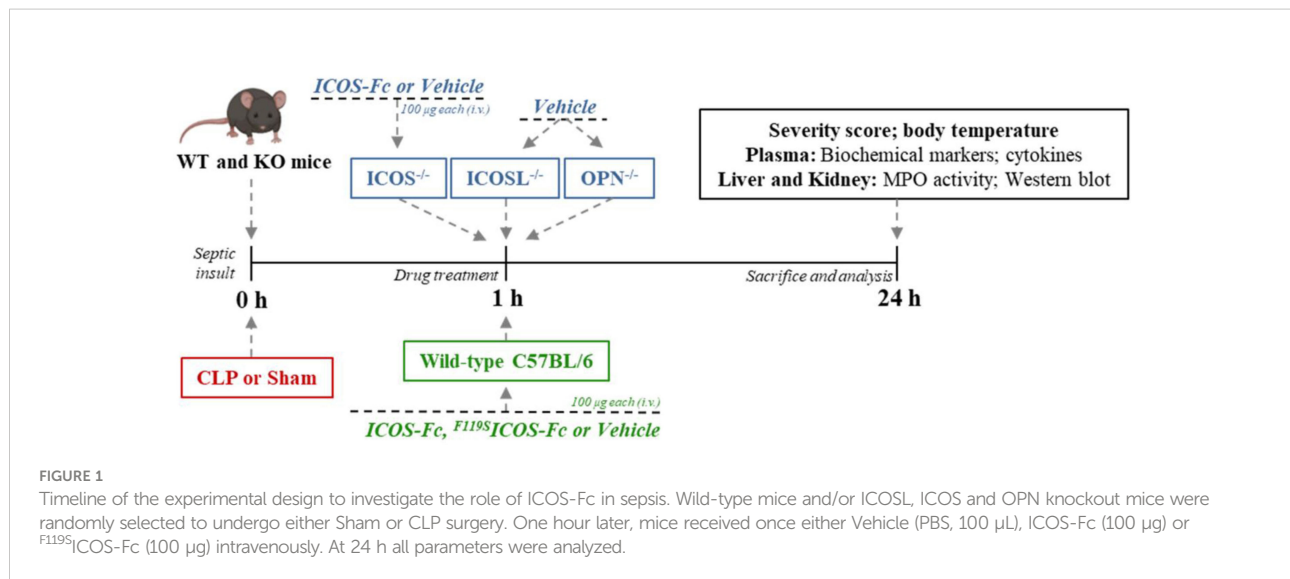 ICOS-Fc or Vehicle
100 µg each (i.v.)
Vehicle
WT and KO mice
ICOS-/-
ICOSL-/-
OPN-/-
Severity score; body temperature
Plasma: Biochemical markers; cytokines
Liver and Kidney: MPO activity; Western blot
Septic
insult
Drug treatment
Sacrifice and analysis
0 h
1 h
24 h
CLP or Sham
Wild-type C57BL/6
100 µg each (i.v.)
ICOS-Fc, F119SICOS-Fc or Vehicle
FIGURE 1
Timeline of the experimental design to investigate the role of ICOS-Fc in sepsis. Wild-type mice and/or ICOSL, ICOS and OPN knockout mice were
randomly selected to undergo either Sham or CLP surgery. One hour later, mice received once either Vehicle (PBS, 100 µL), ICOS-Fc (100 µg) or
F119SICOS-Fc (100 µg) intravenously. At 24 h all parameters were analyzed.